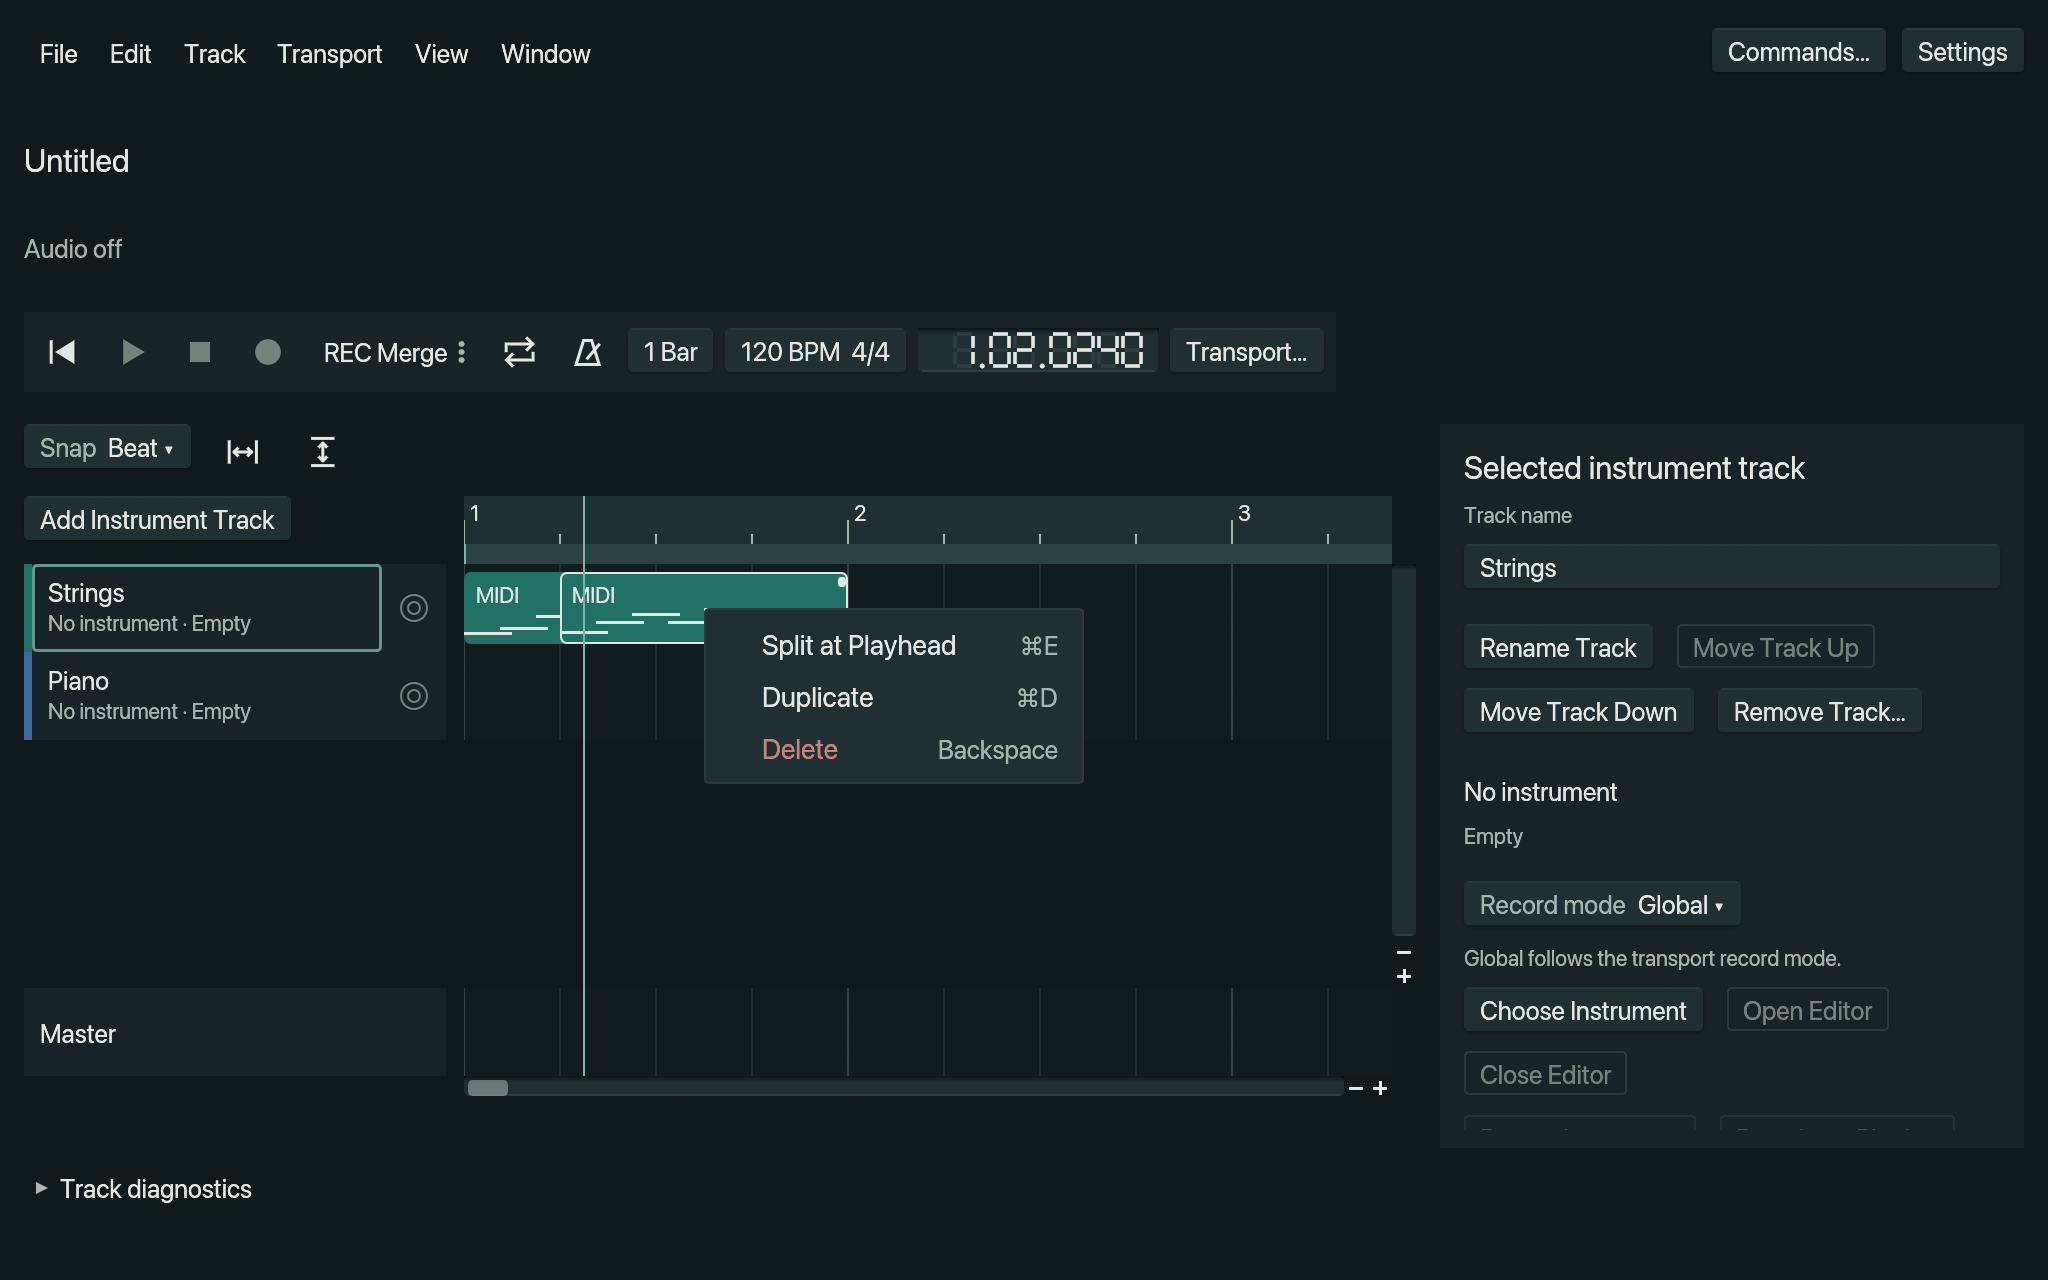 File Edit Track Transport View Window Commands... Settings
Untitled
Audio off
REC Merge 1 Bar 120 BPM 4/4 1.02.0240 Transport...
Snap Beat
Add Instrument Track
1 2 3
Strings
No instrument · Empty
Piano
No instrument · Empty
MIDI MIDI
Split at Playhead ⌘E
Duplicate ⌘D
Delete Backspace
Master
Selected instrument track
Track name
Strings
Rename Track Move Track Up
Move Track Down Remove Track...
No instrument
Empty
Record mode Global
Global follows the transport record mode.
Choose Instrument Open Editor
Close Editor
Track diagnostics